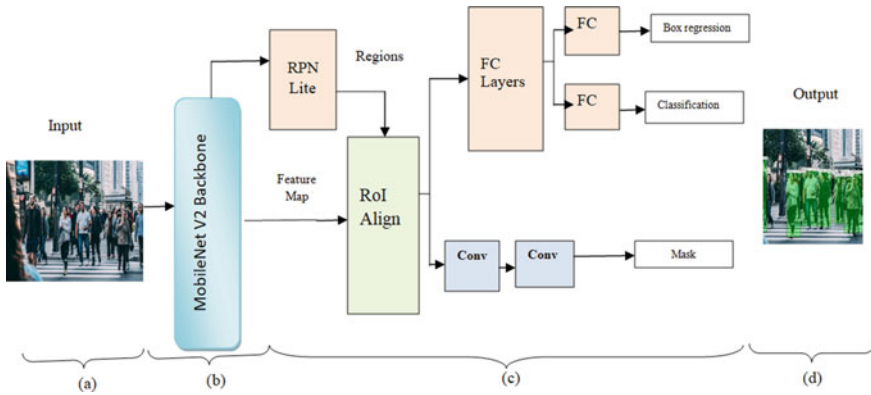 Input
MobileNet V2 Backbone
RPN
Lite
Regions
Feature
Map
RoI
Align
FC
Layers
FC
Box regression
FC
Classification
Conv
Conv
Mask
Output
(a)
(b)
(c)
(d)